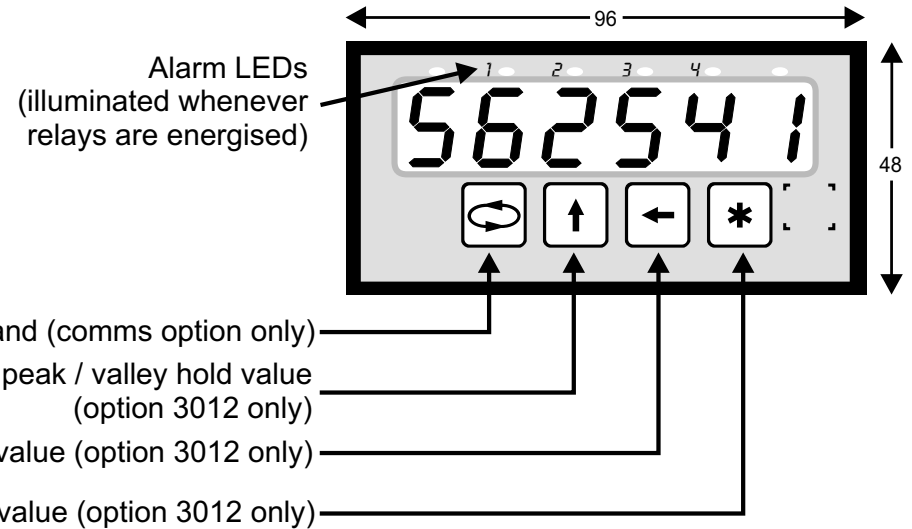 96
Alarm LEDs
(illuminated whenever
relays are energised)
1 2 3 4
562541
48
and (comms option only)
peak / valley hold value
(option 3012 only)
value (option 3012 only)
value (option 3012 only)